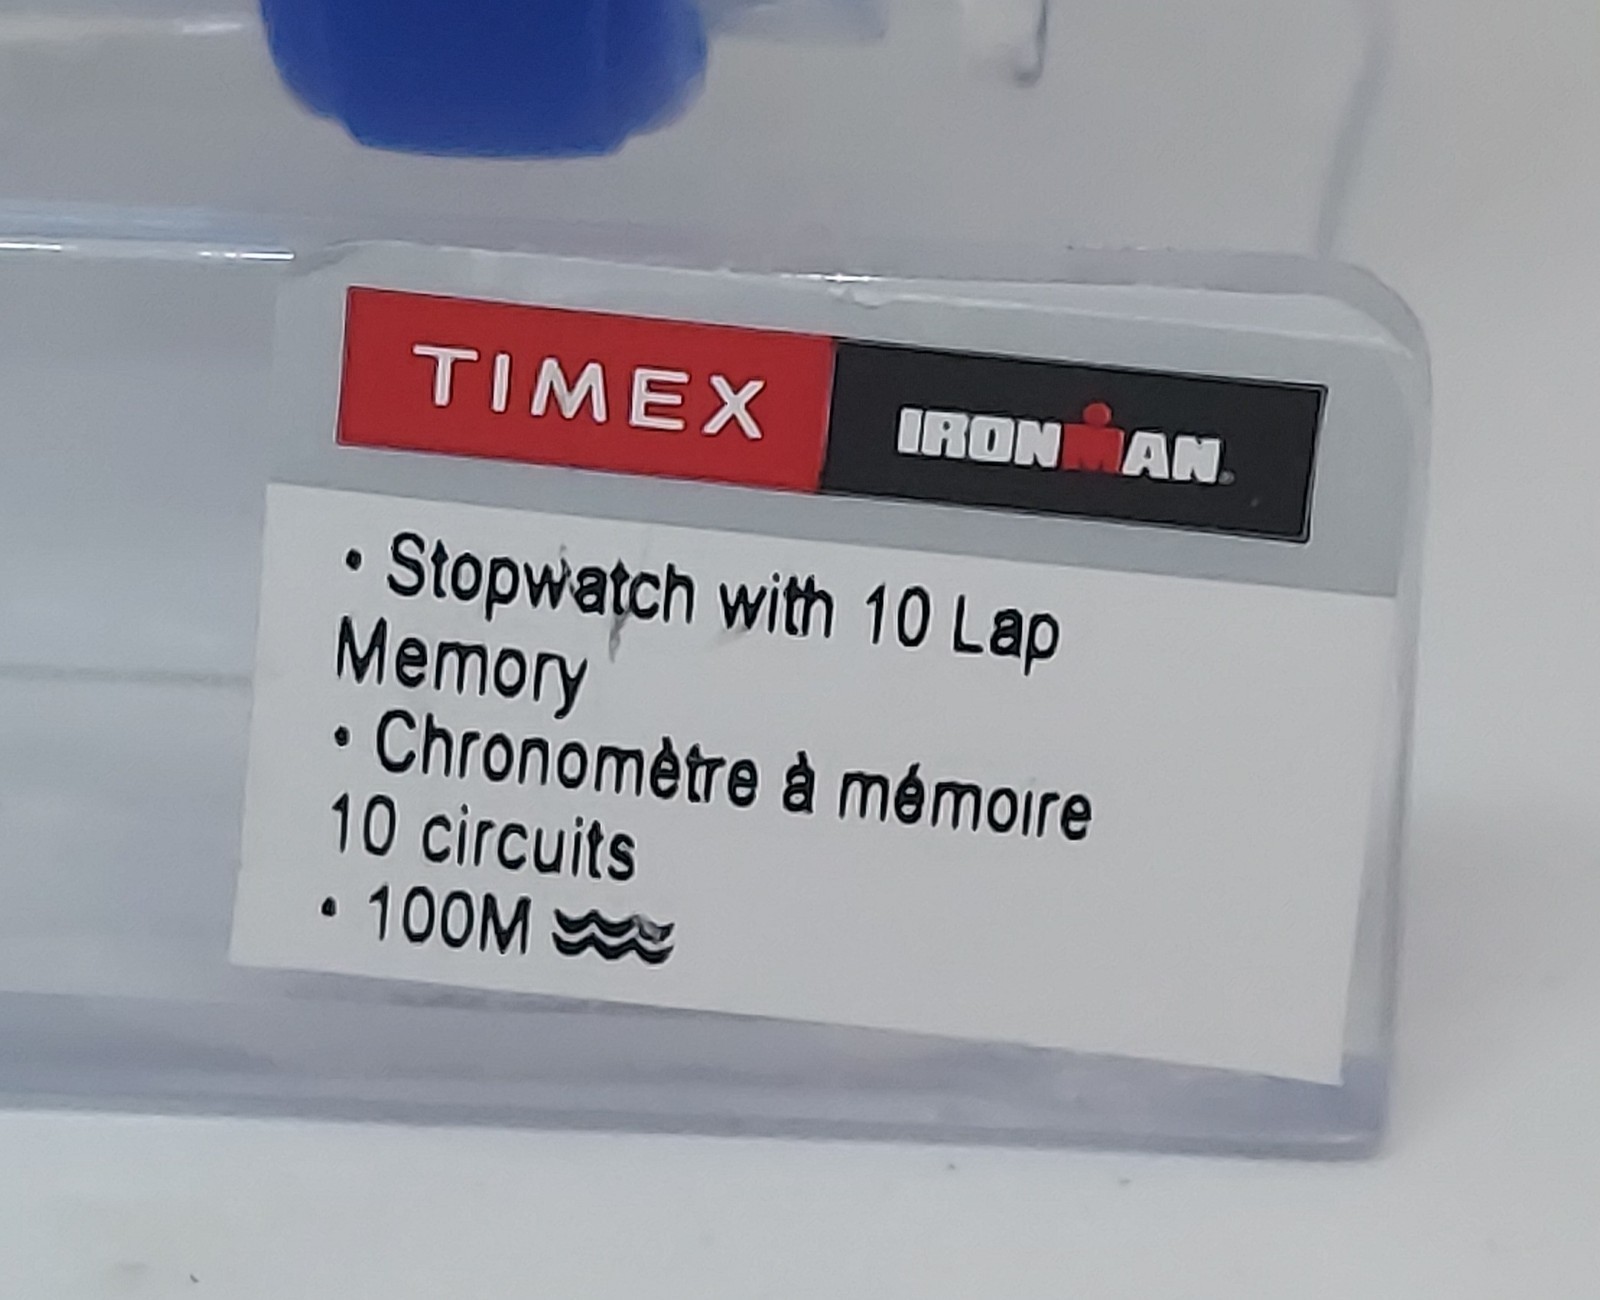 TIMEX IRONMAN®
• Stopwatch with 10 Lap
Memory
• Chronomètre à mémoire
10 circuits
• 100M